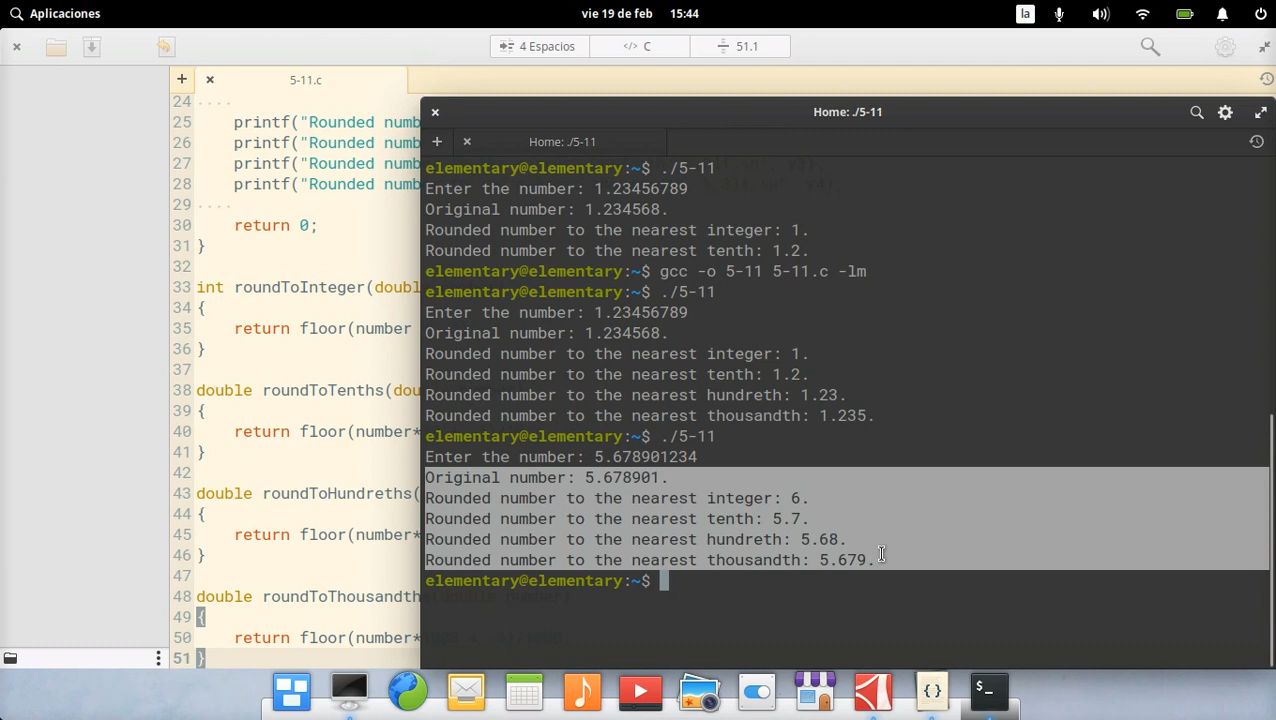 Aplicaciones
vie 19 de feb 15:44
la
4 Espacios
</> C
51.1
5-11.c
24 ····
25 printf("Rounded numb
26 printf("Rounded numb
27 printf("Rounded numb
28 printf("Rounded numb
29 ····
30 return 0;
31 }
32
33 int roundToInteger(doubl
34 {
35 return floor(number
36 }
37
38 double roundToTenths(dou
39 {
40 return floor(number*
41 }
42
43 double roundToHundreths(
44 {
45 return floor(number*
46 }
47
48 double roundToThousandths(double number)
49 {
50 return floor(number*
51 }
Home: ./5-11
Home: ./5-11
elementary@elementary:~$ ./5-11
Enter the number: 1.23456789
Original number: 1.234568.
Rounded number to the nearest integer: 1.
Rounded number to the nearest tenth: 1.2.
elementary@elementary:~$ gcc -o 5-11 5-11.c -lm
elementary@elementary:~$ ./5-11
Enter the number: 1.23456789
Original number: 1.234568.
Rounded number to the nearest integer: 1.
Rounded number to the nearest tenth: 1.2.
Rounded number to the nearest hundreth: 1.23.
Rounded number to the nearest thousandth: 1.235.
elementary@elementary:~$ ./5-11
Enter the number: 5.678901234
Original number: 5.678901.
Rounded number to the nearest integer: 6.
Rounded number to the nearest tenth: 5.7.
Rounded number to the nearest hundreth: 5.68.
Rounded number to the nearest thousandth: 5.679.
elementary@elementary:~$